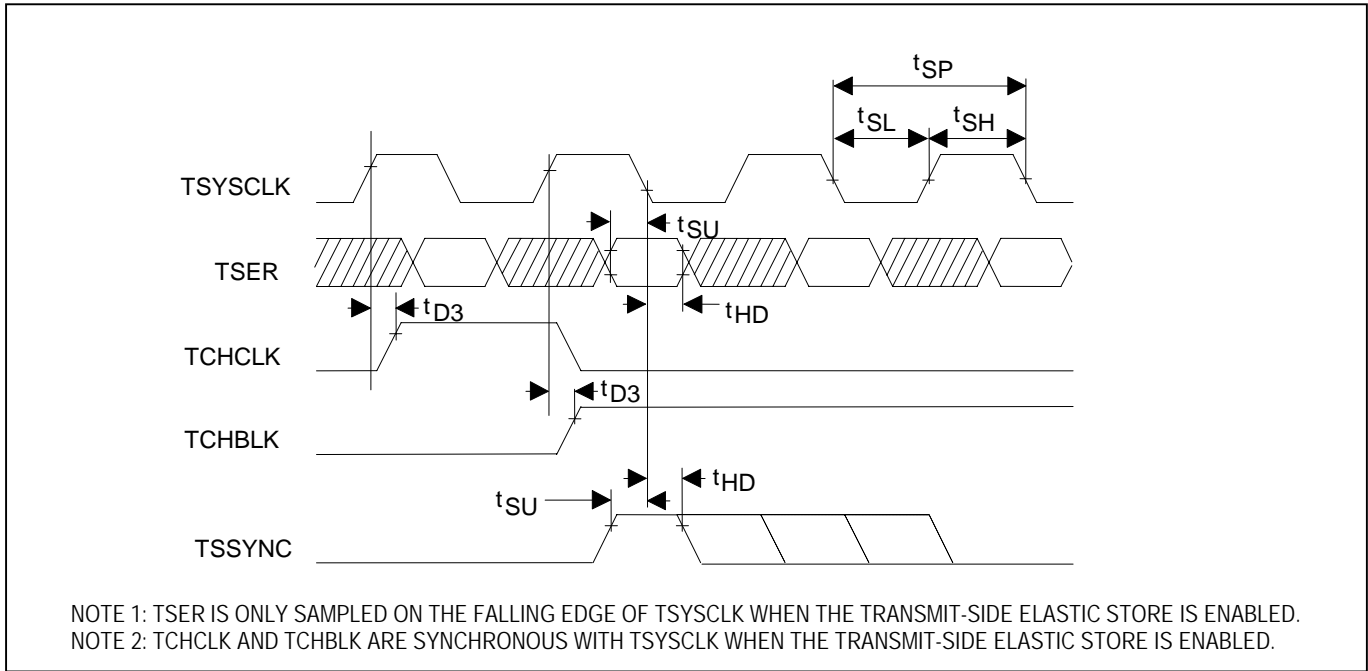 tSP
tSL
tSH
TSYSCLK
tSU
TSER
tD3
tHD
TCHCLK
tD3
TCHBLK
tHD
tSU
TSSYNC
NOTE 1: TSER IS ONLY SAMPLED ON THE FALLING EDGE OF TSYSCLK WHEN THE TRANSMIT-SIDE ELASTIC STORE IS ENABLED.
NOTE 2: TCHCLK AND TCHBLK ARE SYNCHRONOUS WITH TSYSCLK WHEN THE TRANSMIT-SIDE ELASTIC STORE IS ENABLED.